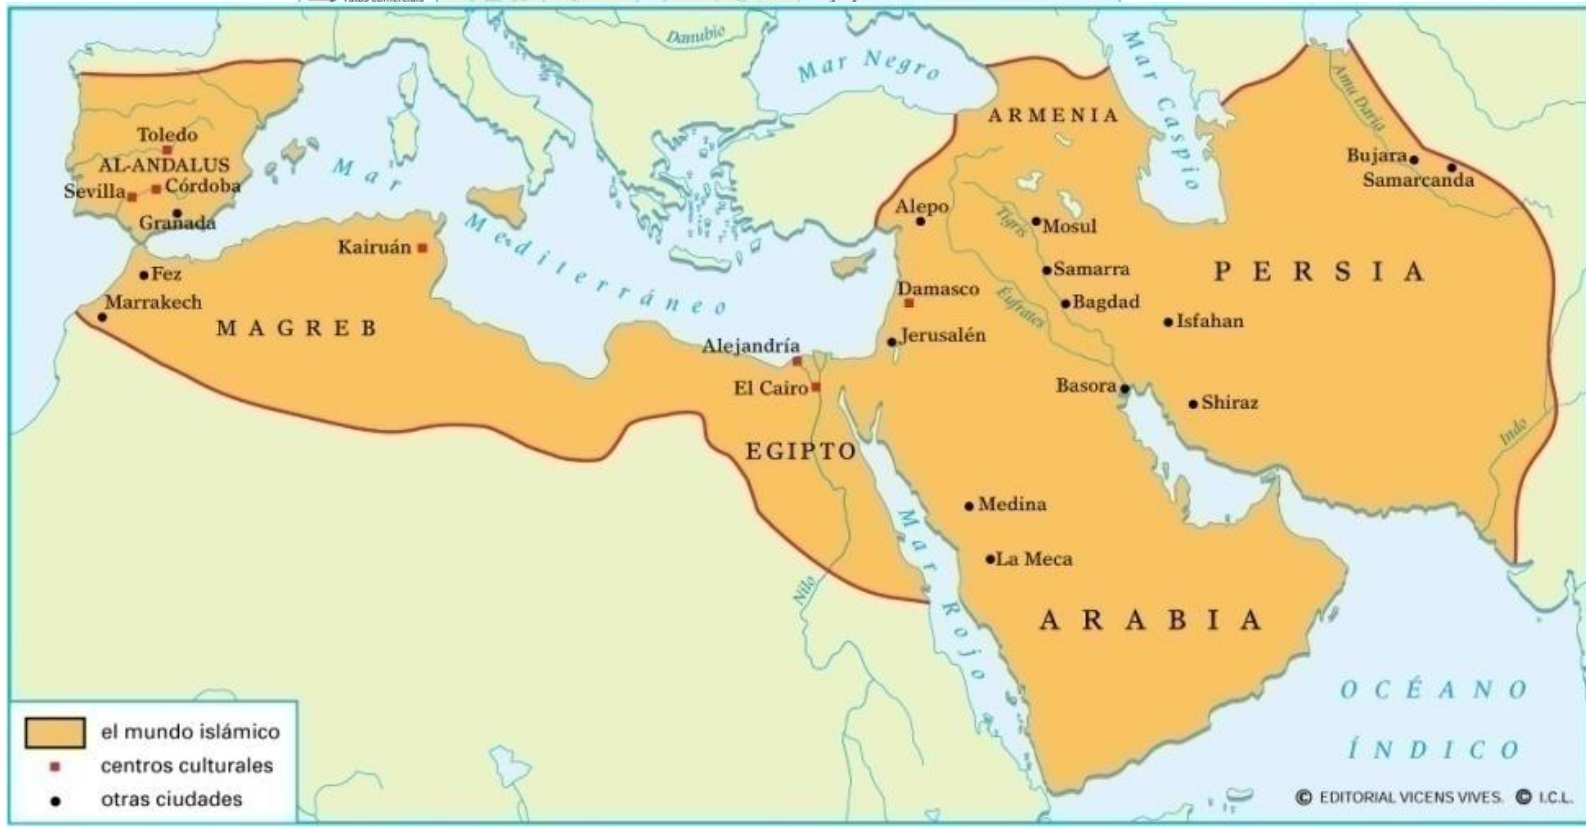 Danubio
Mar Negro
Mar Caspio
Amu Daria
ARMENIA
Toledo
AL-ANDALUS
Sevilla
Córdoba
Granada
Mar Mediterráneo
Bujara
Samarcanda
Alepo
Tigris
Mosul
Kairuán
Fez
Marrakech
MAGREB
Samarra
PERSIA
Damasco
Éufrates
Bagdad
Isfahan
Jerusalén
Alejandría
El Cairo
Basora
Shiraz
Indo
EGIPTO
Medina
La Meca
Mar Rojo
Nilo
ARABIA
OCÉANO
ÍNDICO
el mundo islámico
centros culturales
otras ciudades
© EDITORIAL VICENS VIVES. © I.C.L.